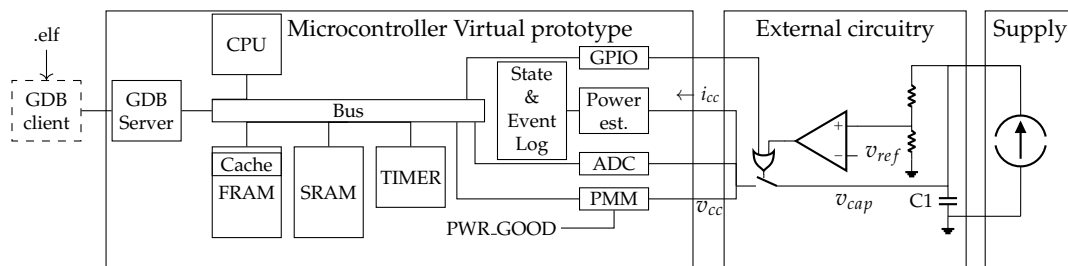 Microcontroller Virtual prototype
External circuitry
Supply
.elf
GDB
client
GDB
Server
CPU
Bus
Cache
FRAM
SRAM
TIMER
State
&
Event
Log
GPIO
Power
est.
ADC
PMM
PWR_GOOD
← i_cc
v_cc
+
−
v_ref
v_cap
C1